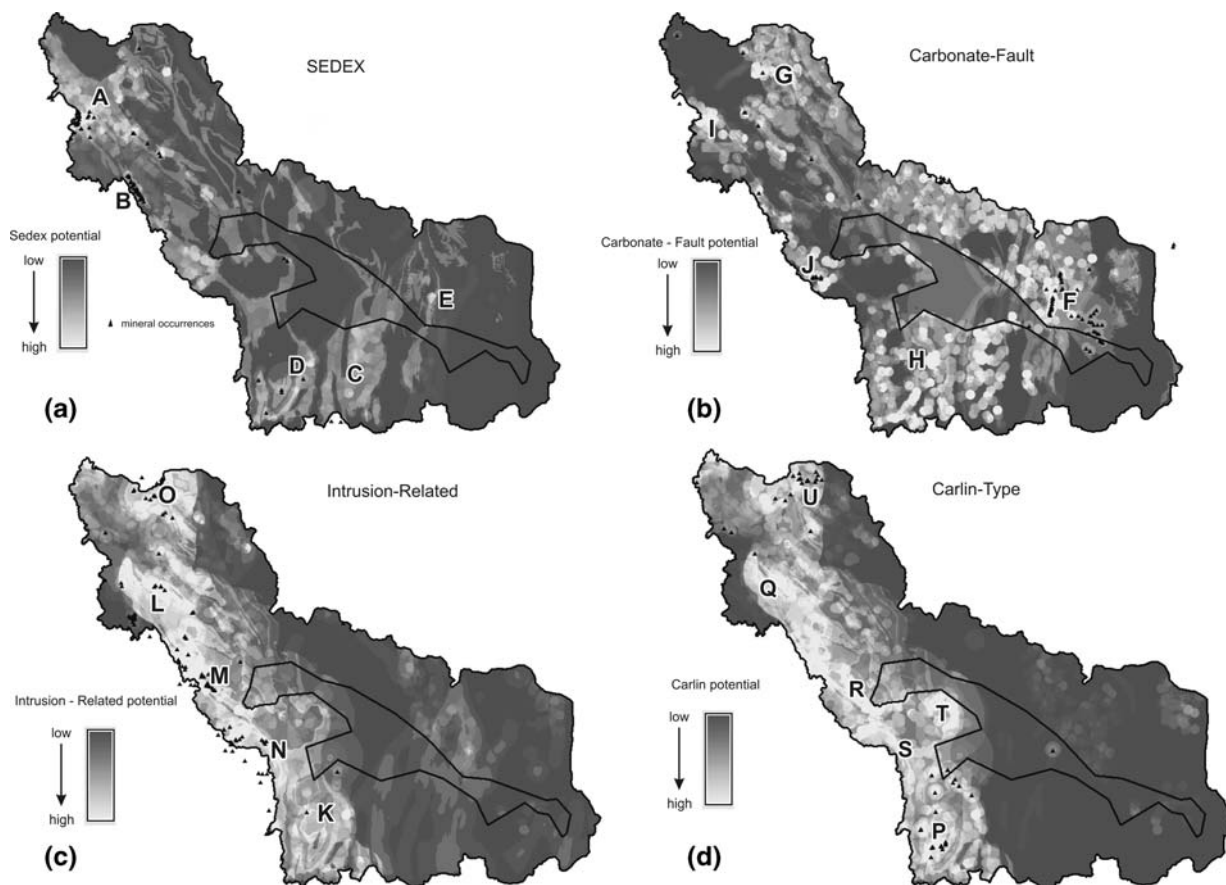 SEDEX
A
B
C
D
E
Sedex potential
low
high
mineral occurrences
(a)
Carbonate-Fault
G
I
J
F
H
Carbonate - Fault potential
low
high
(b)
Intrusion-Related
O
L
M
N
K
Intrusion - Related potential
low
high
(c)
Carlin-Type
U
Q
R
T
S
P
Carlin potential
low
high
(d)